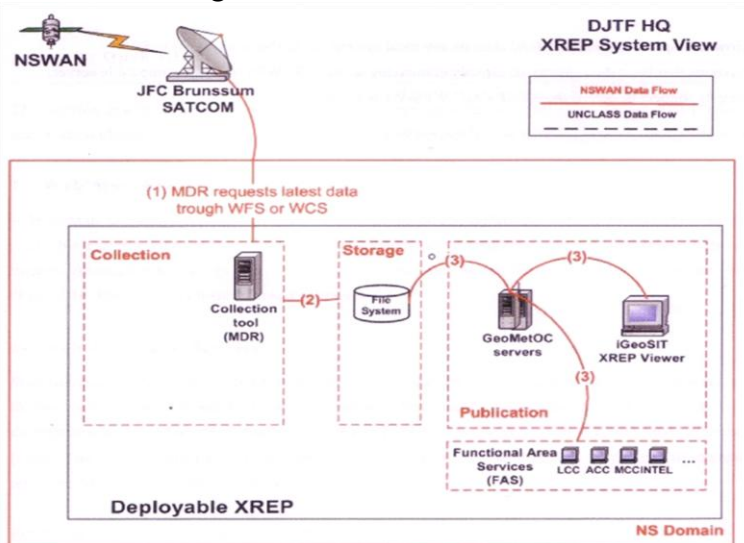 DJTF HQ
XREP System View
NSWAN
JFC Brunssum
SATCOM
NSWAN Data Flow
UNCLASS Data Flow
(1) MDR requests latest data
trough WFS or WCS
Collection
Storage
(3)
(3)
Collection
tool
(MDR)
(2)
File
System
GeoMetOC
servers
iGeoSIT
XREP Viewer
(3)
Publication
Functional Area
Services
(FAS)
LCC ACC MCCINTEL ...
Deployable XREP
NS Domain